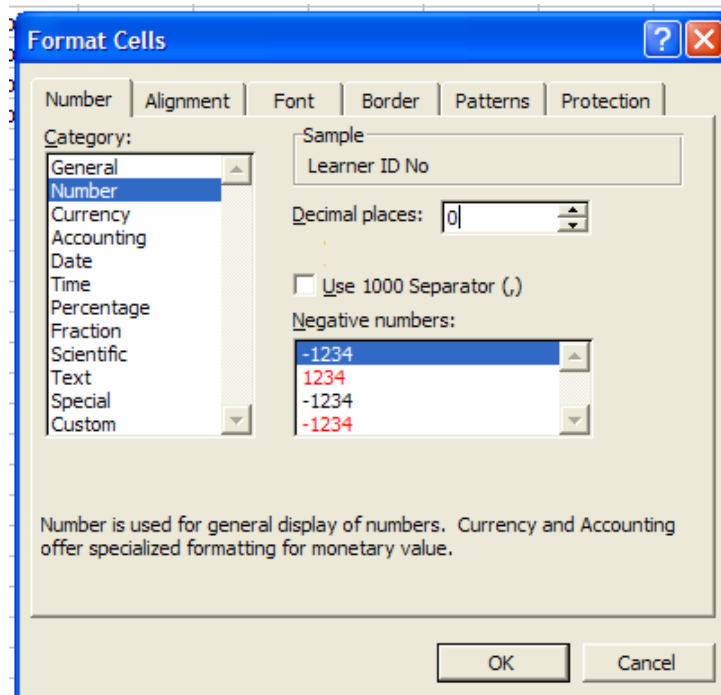 Format Cells
Number Alignment Font Border Patterns Protection
Category:
General
Number
Currency
Accounting
Date
Time
Percentage
Fraction
Scientific
Text
Special
Custom
Sample
Learner ID No
Decimal places: 0
Use 1000 Separator (,)
Negative numbers:
-1234
1234
-1234
-1234
Number is used for general display of numbers. Currency and Accounting
offer specialized formatting for monetary value.
OK Cancel